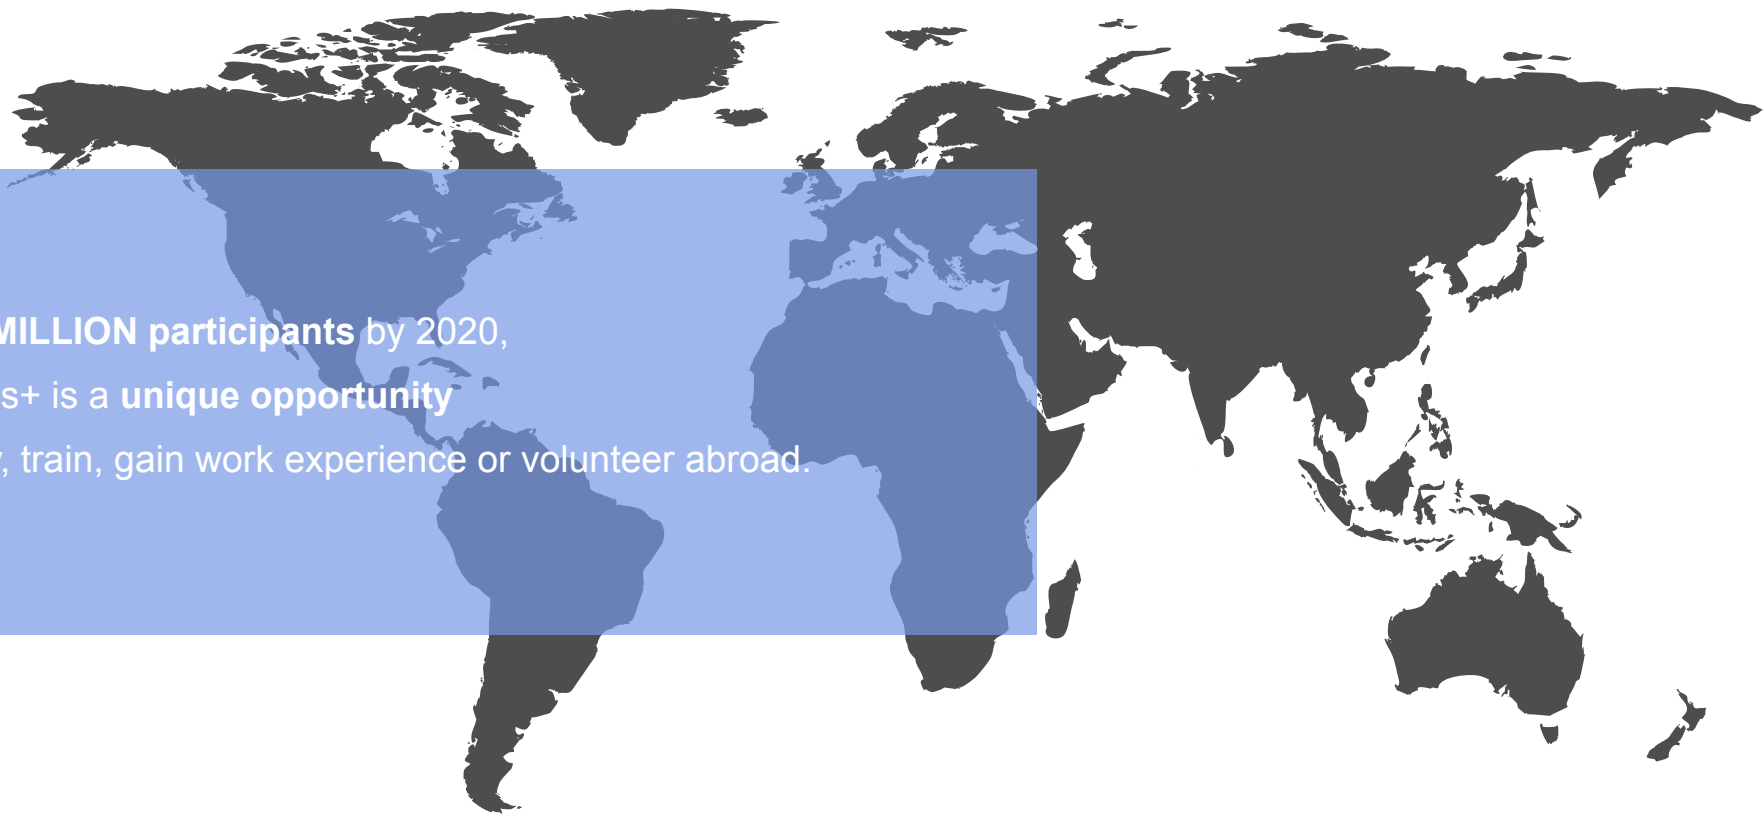 MILLION participants by 2020,
s+ is a unique opportunity
, train, gain work experience or volunteer abroad.